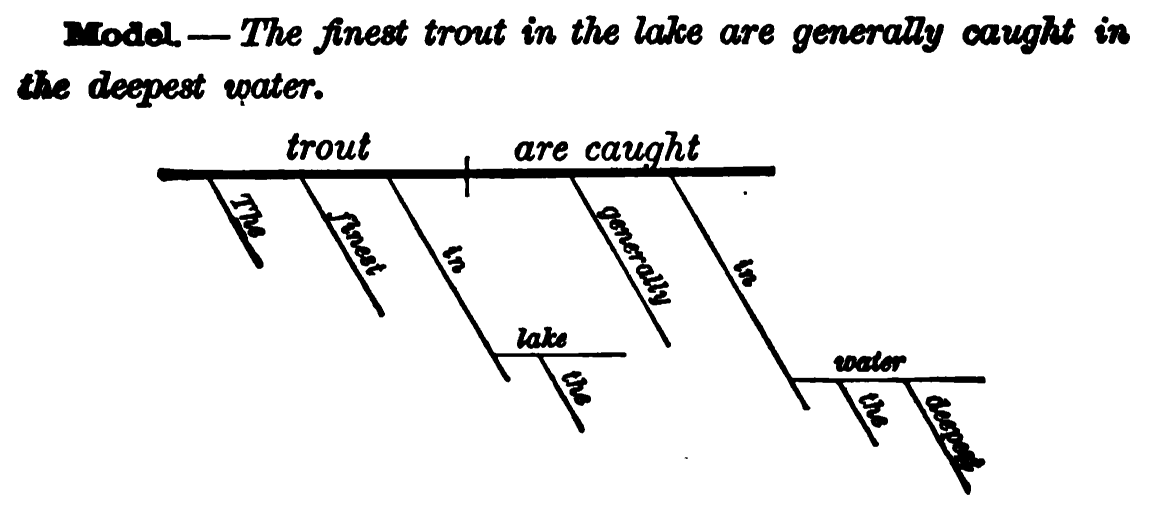 Model. — The finest trout in the lake are generally caught in
the deepest water.
trout are caught
The
finest
in
generally
in
lake
the
water
the
deepest